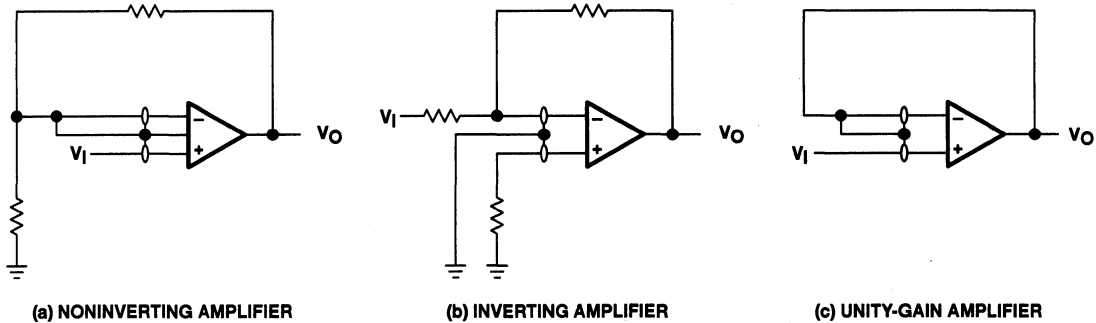 −
+
VI
VO
(a) NONINVERTING AMPLIFIER
VI
−
+
VO
(b) INVERTING AMPLIFIER
−
+
VI
VO
(c) UNITY-GAIN AMPLIFIER